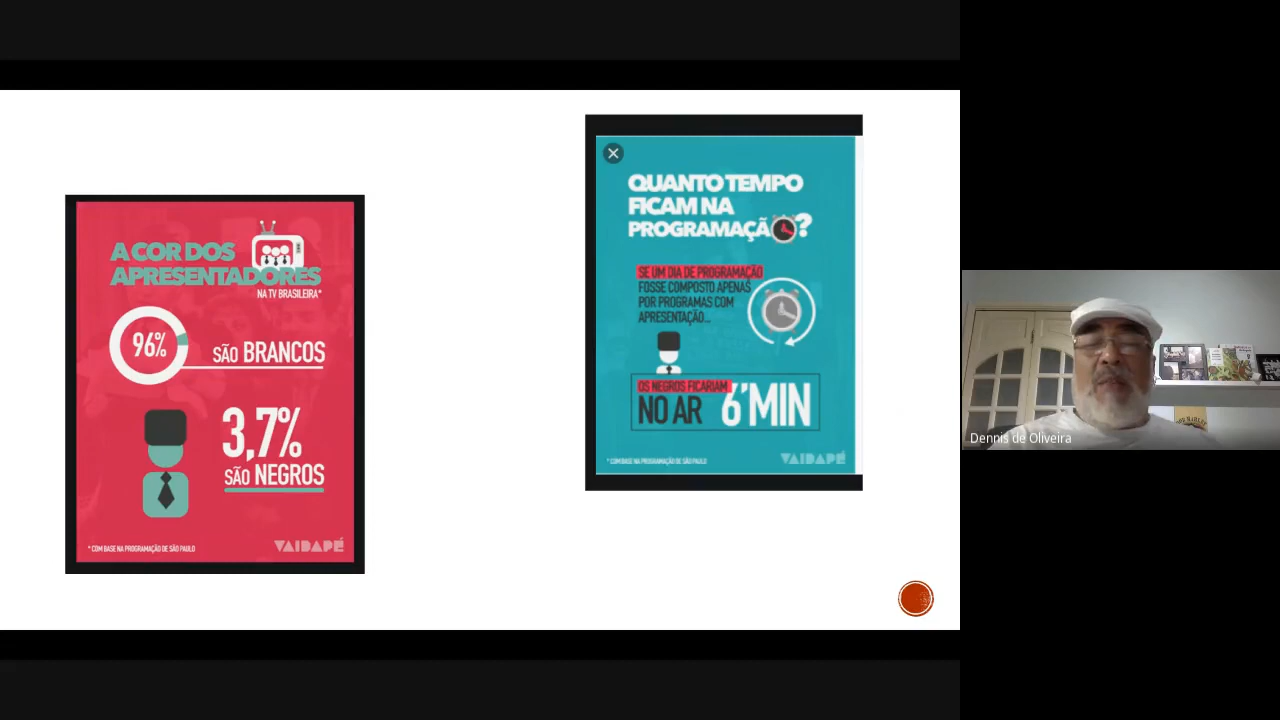 A COR DOS
APRESENTADORES
NA TV BRASILEIRA*
96%
SÃO BRANCOS
3,7%
SÃO NEGROS
* COM BASE NA PROGRAMAÇÃO DE SÃO PAULO
VAIDAPÉ
QUANTO TEMPO
FICAM NA
PROGRAMAÇÃO?
SE UM DIA DE PROGRAMAÇÃO
FOSSE COMPOSTO APENAS
POR PROGRAMAS COM
APRESENTAÇÃO...
OS NEGROS FICARIAM
NO AR 6'MIN
* COM BASE NA PROGRAMAÇÃO DE SÃO PAULO
VAIDAPÉ
Dennis de Oliveira